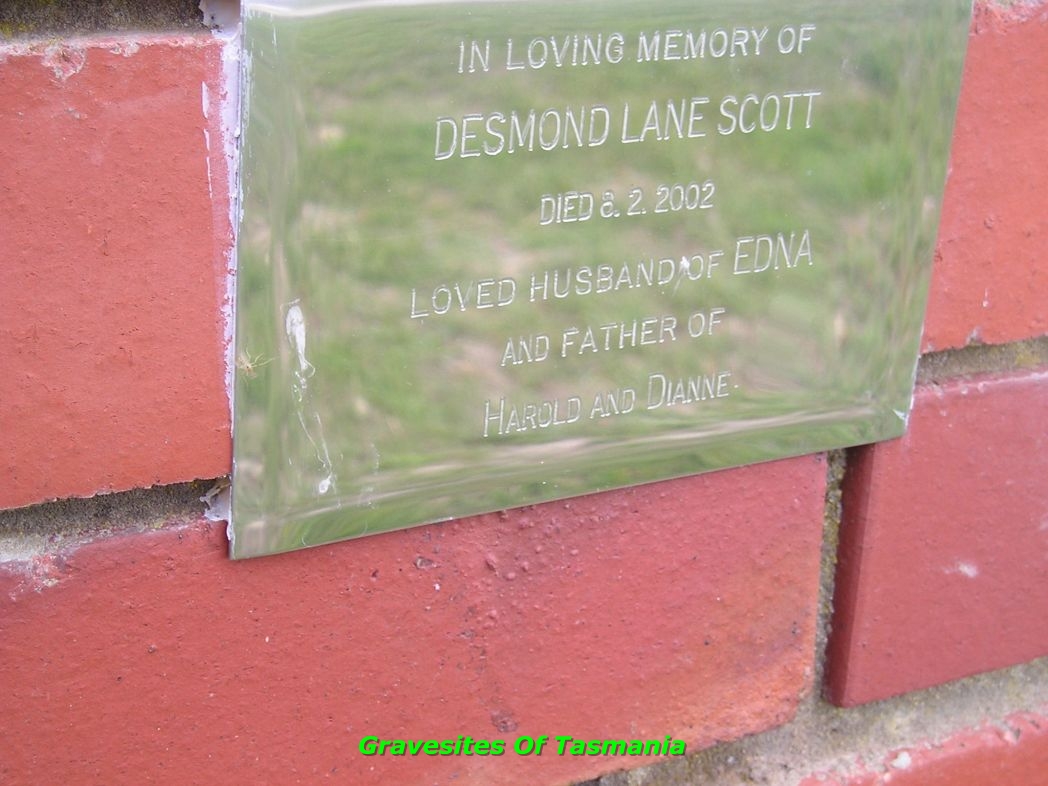 IN LOVING MEMORY OF
DESMOND LANE SCOTT
DIED 8. 2. 2002
LOVED HUSBAND OF EDNA
AND FATHER OF
HAROLD AND DIANNE.
Gravesites Of Tasmania